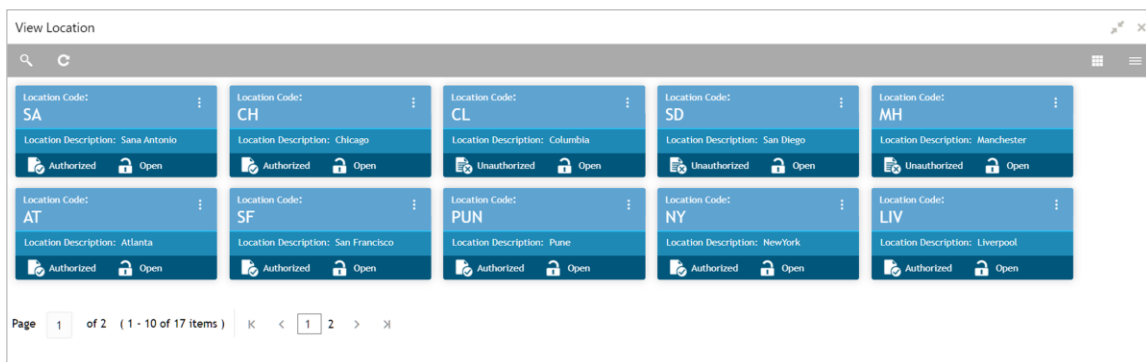 View Location
Location Code:
SA
Location Description: Sana Antonio
Authorized Open
Location Code:
CH
Location Description: Chicago
Authorized Open
Location Code:
CL
Location Description: Columbia
Unauthorized Open
Location Code:
SD
Location Description: San Diego
Unauthorized Open
Location Code:
MH
Location Description: Manchester
Unauthorized Open
Location Code:
AT
Location Description: Atlanta
Authorized Open
Location Code:
SF
Location Description: San Francisco
Authorized Open
Location Code:
PUN
Location Description: Pune
Authorized Open
Location Code:
NY
Location Description: NewYork
Authorized Open
Location Code:
LIV
Location Description: Liverpool
Authorized Open
Page 1 of 2 ( 1 - 10 of 17 items ) 1 2